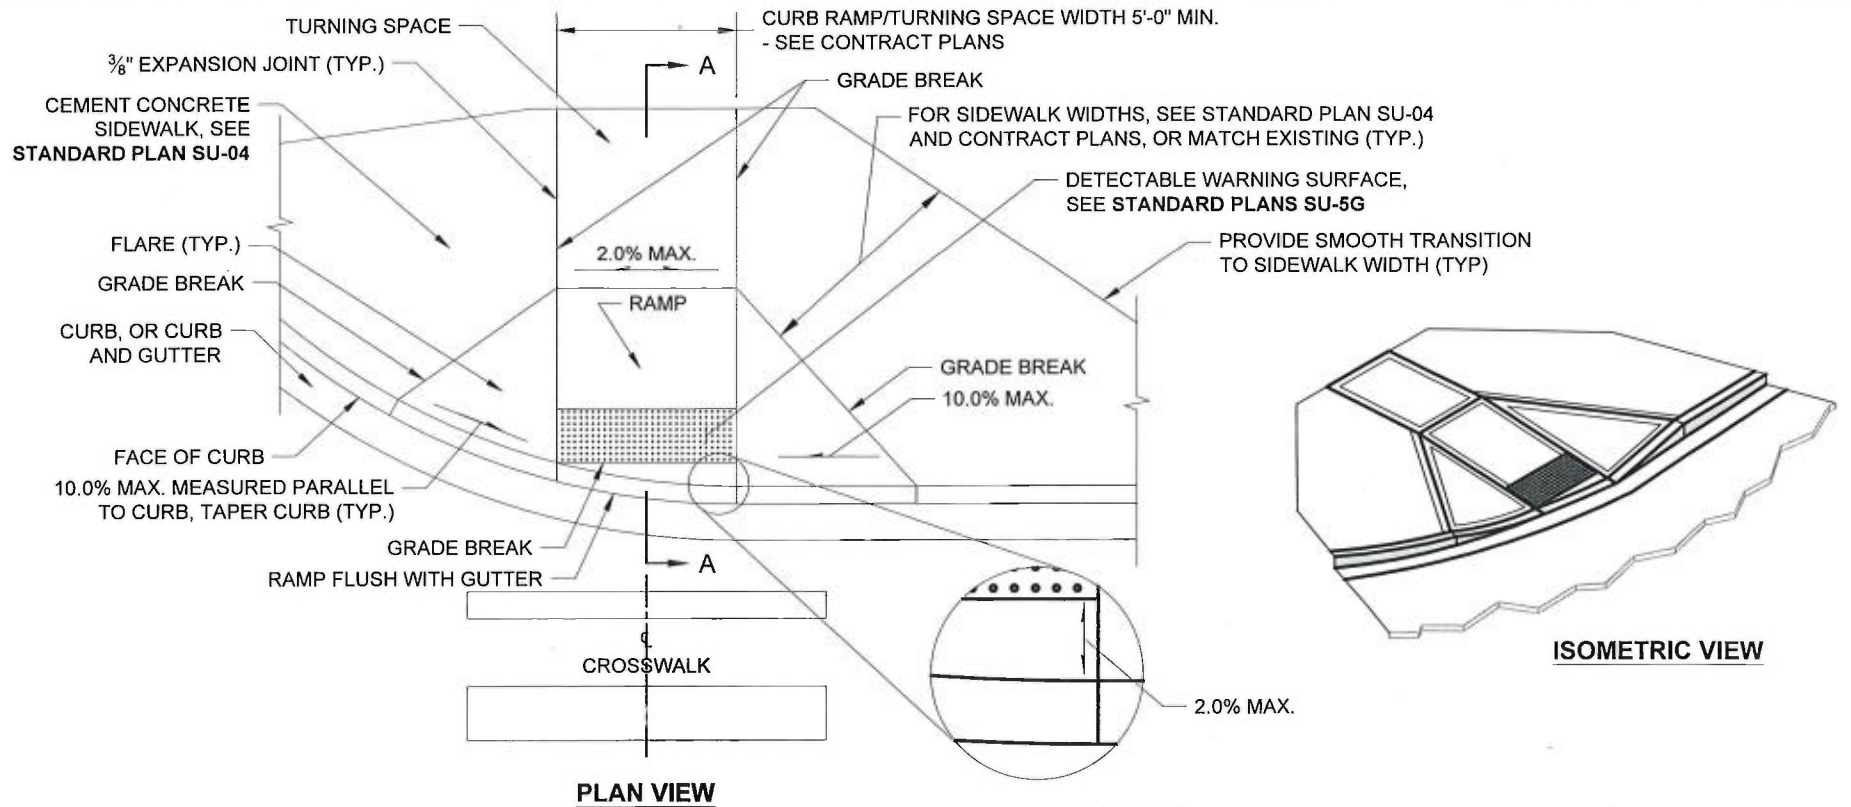 TURNING SPACE
CURB RAMP/TURNING SPACE WIDTH 5'-0" MIN.
- SEE CONTRACT PLANS
⅜" EXPANSION JOINT (TYP.)
A
GRADE BREAK
CEMENT CONCRETE
SIDEWALK, SEE
STANDARD PLAN SU-04
FOR SIDEWALK WIDTHS, SEE STANDARD PLAN SU-04
AND CONTRACT PLANS, OR MATCH EXISTING (TYP.)
DETECTABLE WARNING SURFACE,
SEE STANDARD PLANS SU-5G
FLARE (TYP.)
2.0% MAX.
PROVIDE SMOOTH TRANSITION
TO SIDEWALK WIDTH (TYP)
GRADE BREAK
RAMP
CURB, OR CURB
AND GUTTER
GRADE BREAK
10.0% MAX.
FACE OF CURB
10.0% MAX. MEASURED PARALLEL
TO CURB, TAPER CURB (TYP.)
GRADE BREAK
A
RAMP FLUSH WITH GUTTER
℄
CROSSWALK
2.0% MAX.
ISOMETRIC VIEW
PLAN VIEW